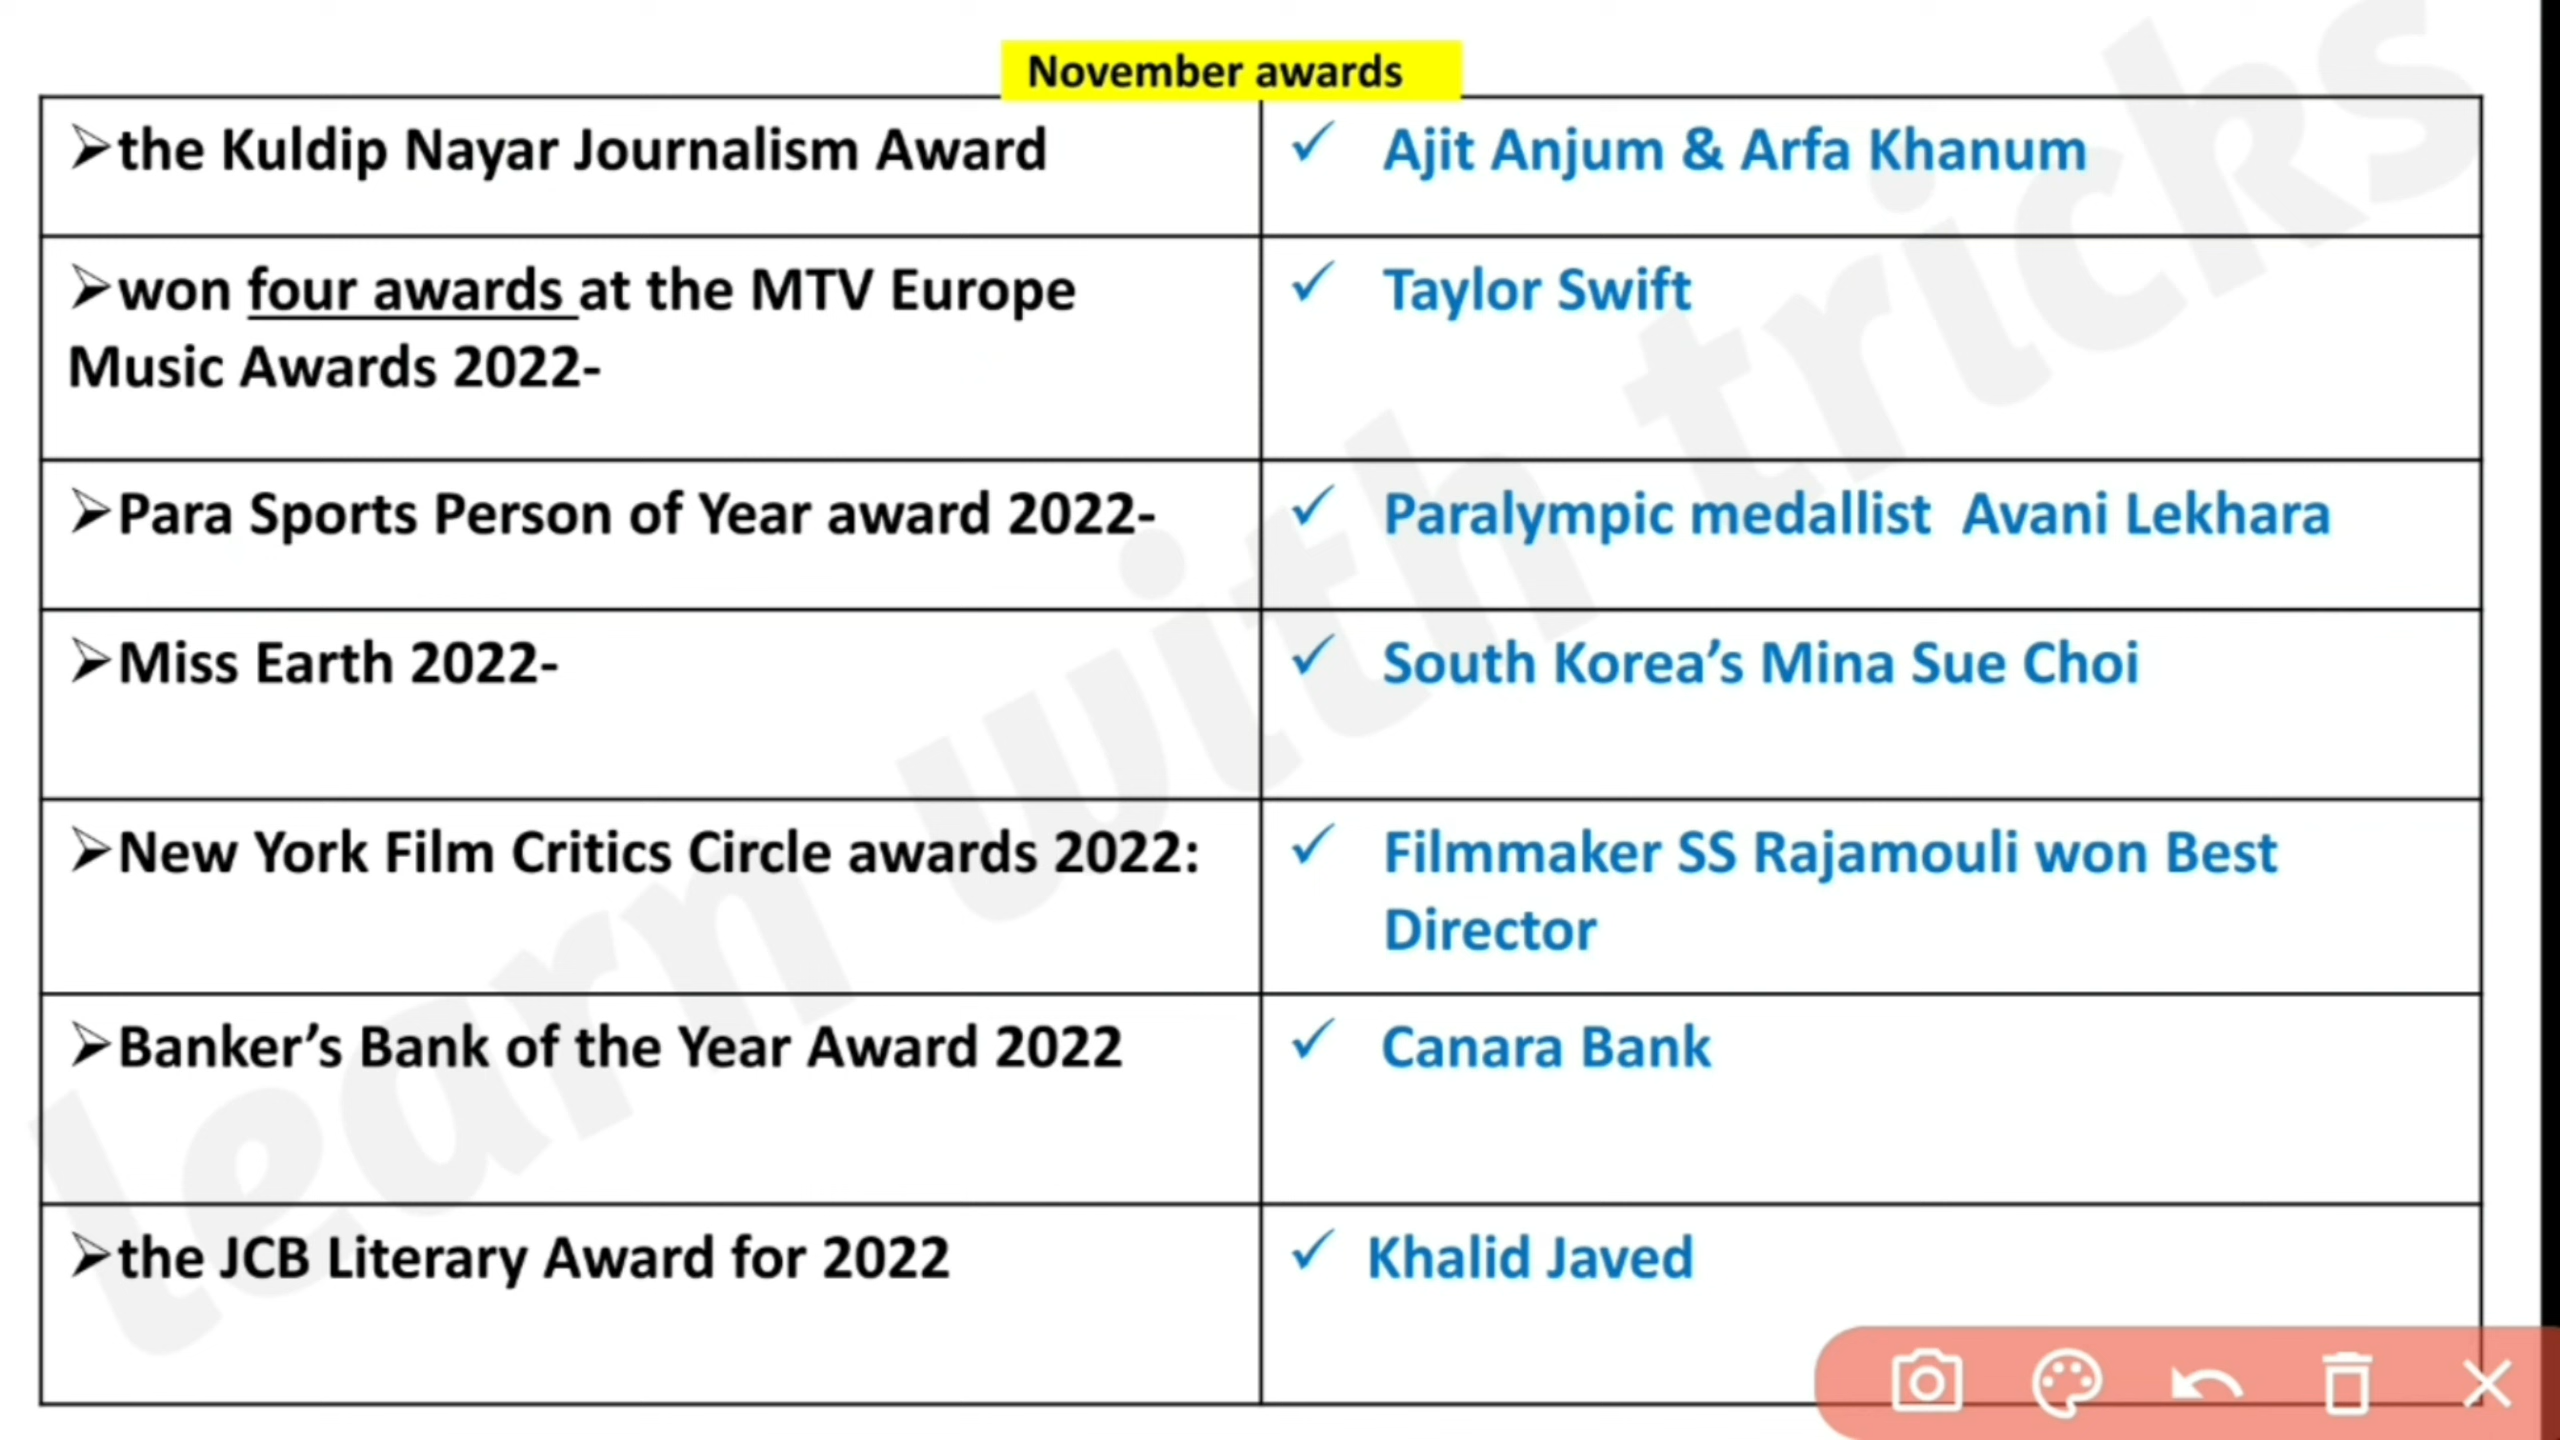 November awards
➢the Kuldip Nayar Journalism Award
✓ Ajit Anjum & Arfa Khanum
➢won four awards at the MTV Europe
Music Awards 2022-
✓ Taylor Swift
➢Para Sports Person of Year award 2022-
✓ Paralympic medallist  Avani Lekhara
➢Miss Earth 2022-
✓ South Korea’s Mina Sue Choi
➢New York Film Critics Circle awards 2022:
✓ Filmmaker SS Rajamouli won Best
Director
➢Banker’s Bank of the Year Award 2022
✓ Canara Bank
➢the JCB Literary Award for 2022
✓ Khalid Javed
learn with tricks